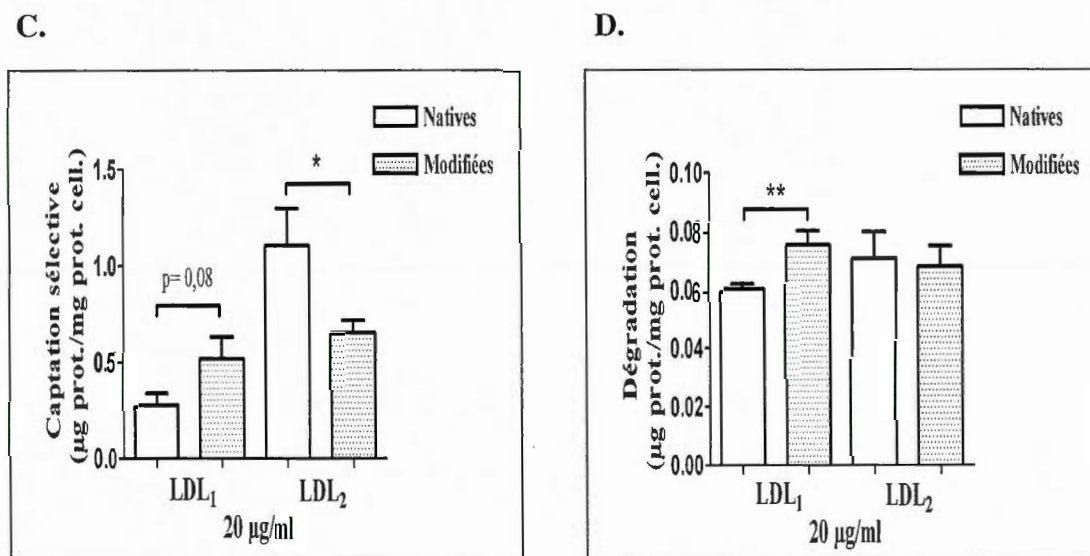 C.
Natives
Modifiées
Captation sélective
(µg prot./mg prot. cell.)
1.5
1.0
0.5
0.0
p= 0,08
*
LDL1
LDL2
20 µg/ml
D.
Natives
Modifiées
Dégradation
(µg prot/mg prot. cell.)
0.10
0.08
0.06
0.04
0.02
0.00
**
LDL1
LDL2
20 µg/ml